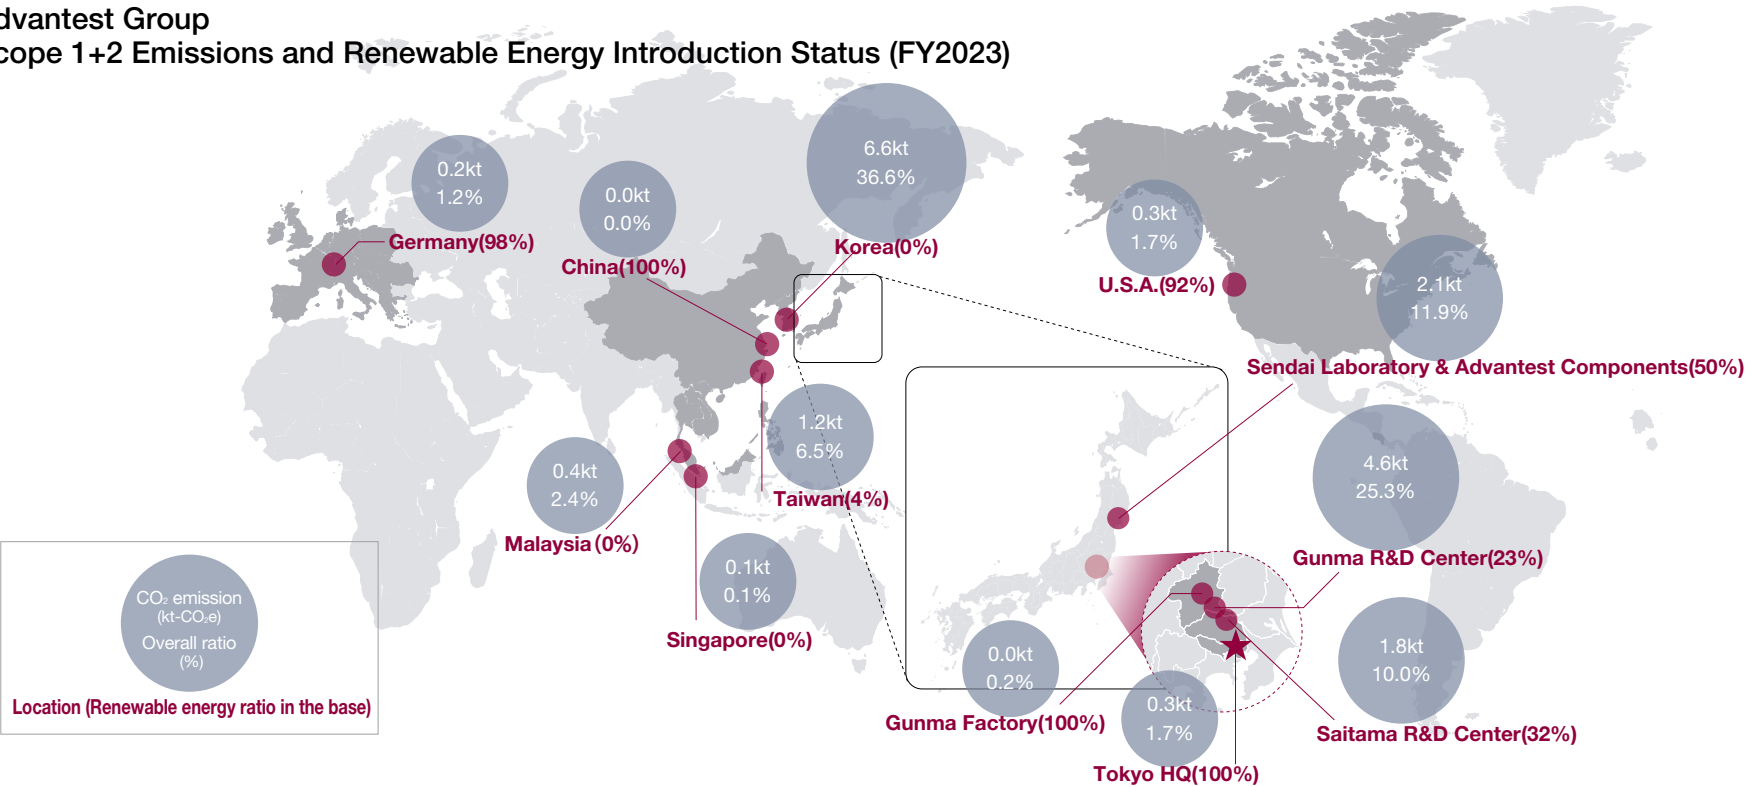 dvantest Group
cope 1+2 Emissions and Renewable Energy Introduction Status (FY2023)
0.2kt
1.2%
Germany(98%)
0.0kt
0.0%
China(100%)
6.6kt
36.6%
Korea(0%)
0.3kt
1.7%
U.S.A.(92%)
2.1kt
11.9%
Sendai Laboratory & Advantest Components(50%)
1.2kt
6.5%
Taiwan(4%)
0.4kt
2.4%
Malaysia(0%)
0.1kt
0.1%
Singapore(0%)
4.6kt
25.3%
Gunma R&D Center(23%)
1.8kt
10.0%
Saitama R&D Center(32%)
0.0kt
0.2%
Gunma Factory(100%)
0.3kt
1.7%
Tokyo HQ(100%)
CO₂ emission
(kt-CO₂e)
Overall ratio
(%)
Location (Renewable energy ratio in the base)